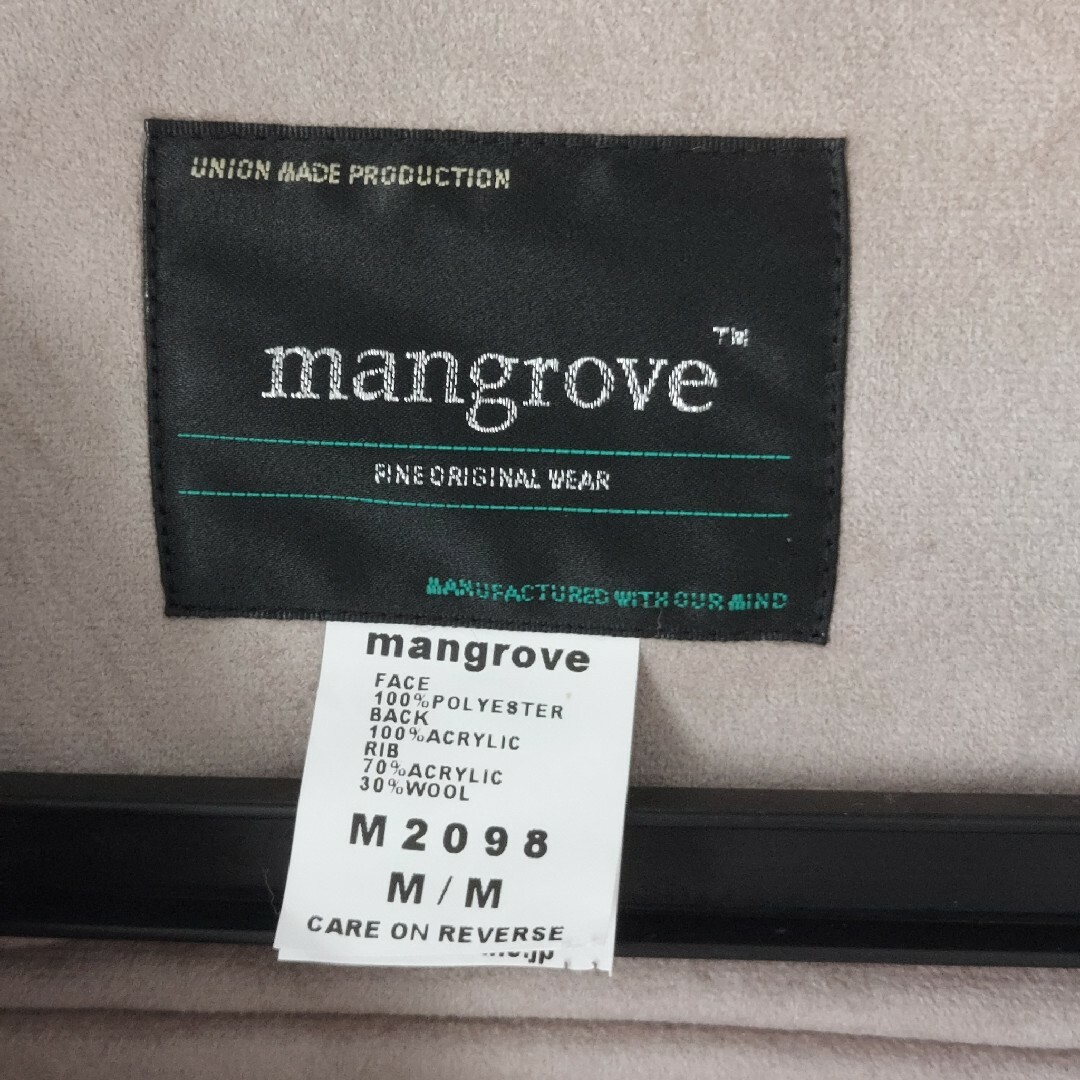 UNION MADE PRODUCTION
mangrove™
FINE ORIGINAL WEAR
MANUFACTURED WITH OUR MIND
mangrove
FACE
100%POLYESTER
BACK
100%ACRYLIC
RIB
70%ACRYLIC
30%WOOL
M2098
M/M
CARE ON REVERSE